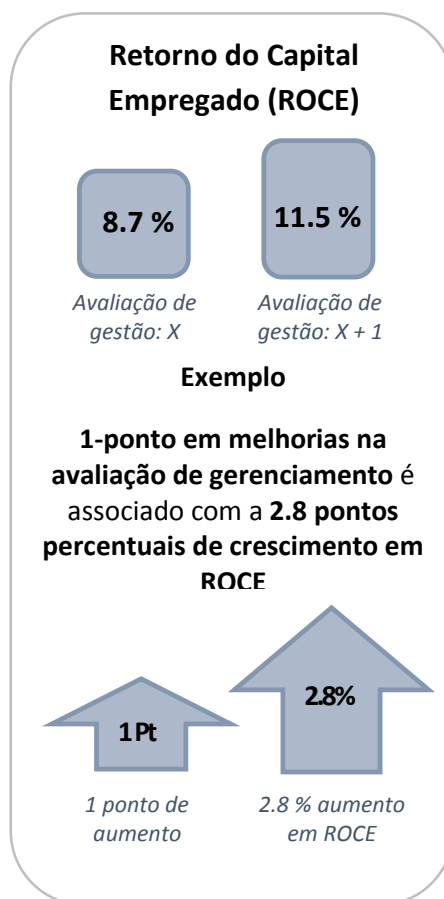 Retorno do Capital
Empregado (ROCE)
8.7 %
11.5 %
Avaliação de
gestão: X
Avaliação de
gestão: X + 1
Exemplo
1-ponto em melhorias na
avaliação de gerenciamento é
associado com a 2.8 pontos
percentuais de crescimento em
ROCE
1 Pt
2.8%
1 ponto de
aumento
2.8 % aumento
em ROCE